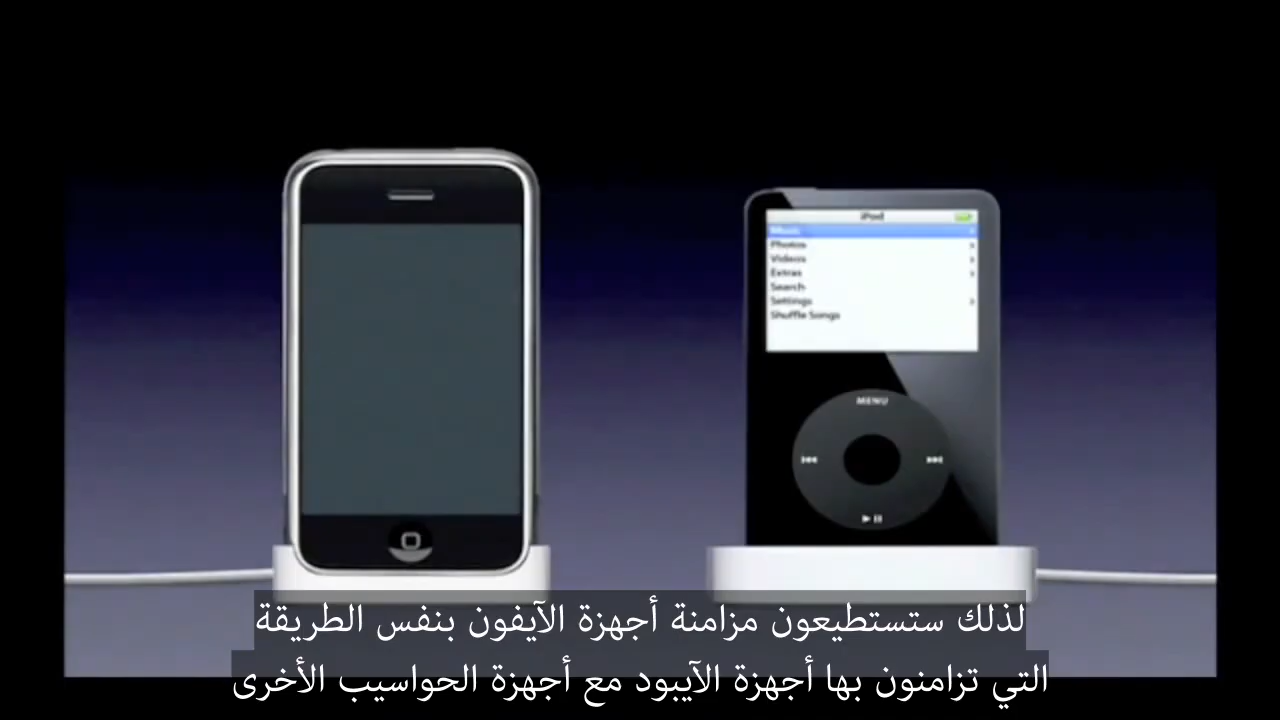 iPod
Music
Photos
Videos
Extras
Search
Settings
Shuffle Songs
MENU
لذلك ستستطيعون مزامنة أجهزة الآيفون بنفس الطريقة
التي تزامنون بها أجهزة الآيبود مع أجهزة الحواسيب الأخرى